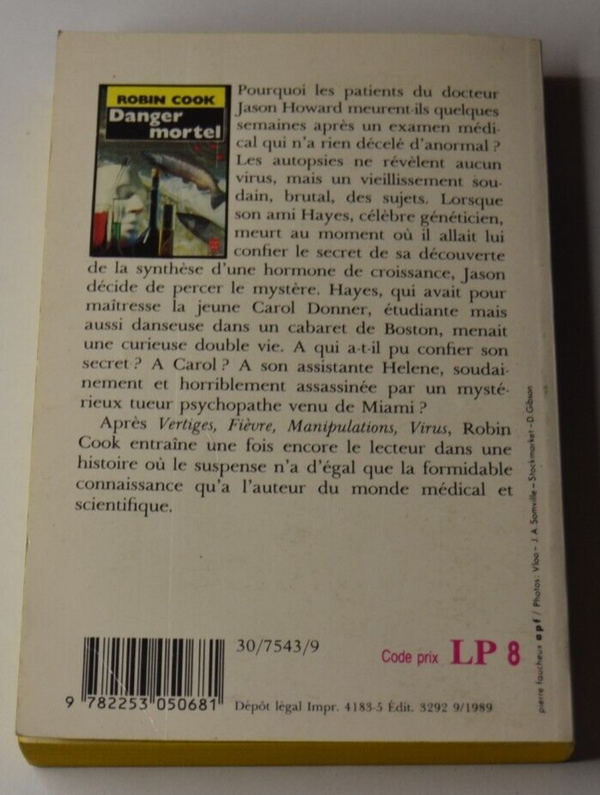 ROBIN COOK
Danger
mortel
Pourquoi les patients du docteur
Jason Howard meurent-ils quelques
semaines après un examen médi-
cal qui n'a rien décelé d'anormal ?
Les autopsies ne révèlent aucun
virus, mais un vieillissement sou-
dain, brutal, des sujets. Lorsque
son ami Hayes, célèbre généticien,
meurt au moment où il allait lui
confier le secret de sa découverte
de la synthèse d'une hormone de croissance, Jason
décide de percer le mystère. Hayes, qui avait pour
maîtresse la jeune Carol Donner, étudiante mais
aussi danseuse dans un cabaret de Boston, menait
une curieuse double vie. A qui a-t-il pu confier son
secret ? A Carol ? A son assistante Helene, soudai-
nement et horriblement assassinée par un mysté-
rieux tueur psychopathe venu de Miami ?
Après Vertiges, Fièvre, Manipulations, Virus, Robin
Cook entraîne une fois encore le lecteur dans une
histoire où le suspense n'a d'égal que la formidable
connaissance qu'a l'auteur du monde médical et
scientifique.
pierre faucheux apf / Photos: Vloo - J.A. Somville - Stockmarket - D. Gibson
30/7543/9
Code prix LP 8
9 782253 050681
Dépôt légal Impr. 4183-5 Édit. 3292 9/1989